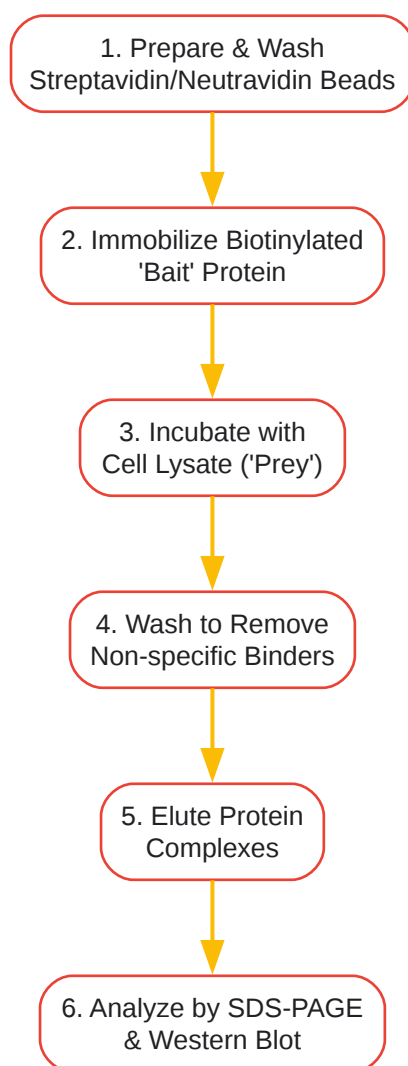 1. Prepare & Wash
Streptavidin/Neutravidin Beads
2. Immobilize Biotinylated
'Bait' Protein
3. Incubate with
Cell Lysate ('Prey')
4. Wash to Remove
Non-specific Binders
5. Elute Protein
Complexes
6. Analyze by SDS-PAGE
& Western Blot